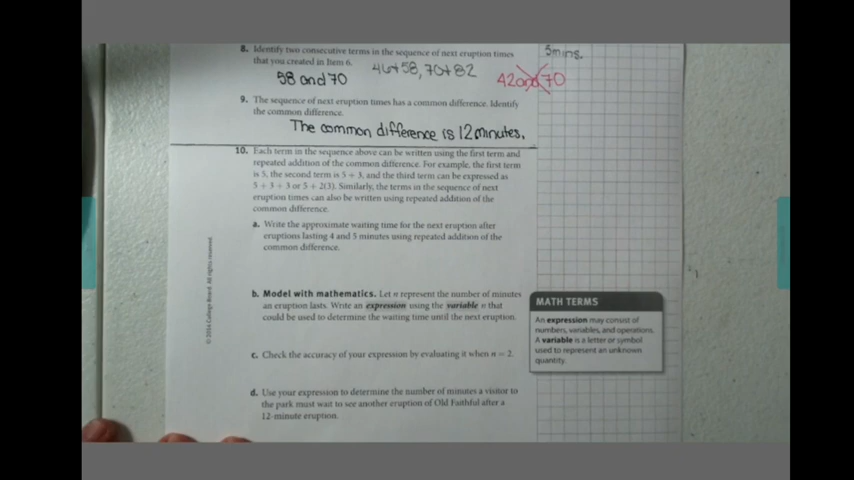 8. Identify two consecutive terms in the sequence of next eruption times
that you created in Item 6.
46+58, 70+82
58 and 70
42and70
3mins.
9. The sequence of next eruption times has a common difference. Identify
the common difference.
The common difference is 12 minutes.
10. Each term in the sequence above can be written using the first term and
repeated addition of the common difference. For example, the first term
is 5, the second term is 5 + 3, and the third term can be expressed as
5 + 3 + 3 or 5 + 2(3). Similarly, the terms in the sequence of next
eruption times can also be written using repeated addition of the
common difference.
a. Write the approximate waiting time for the next eruption after
eruptions lasting 4 and 5 minutes using repeated addition of the
common difference.
b. Model with mathematics. Let n represent the number of minutes
an eruption lasts. Write an expression using the variable n that
could be used to determine the waiting time until the next eruption.
c. Check the accuracy of your expression by evaluating it when n = 2.
d. Use your expression to determine the number of minutes a visitor to
the park must wait to see another eruption of Old Faithful after a
12-minute eruption.
MATH TERMS
An expression may consist of
numbers, variables, and operations.
A variable is a letter or symbol
used to represent an unknown
quantity.
© 2014 College Board. All rights reserved.